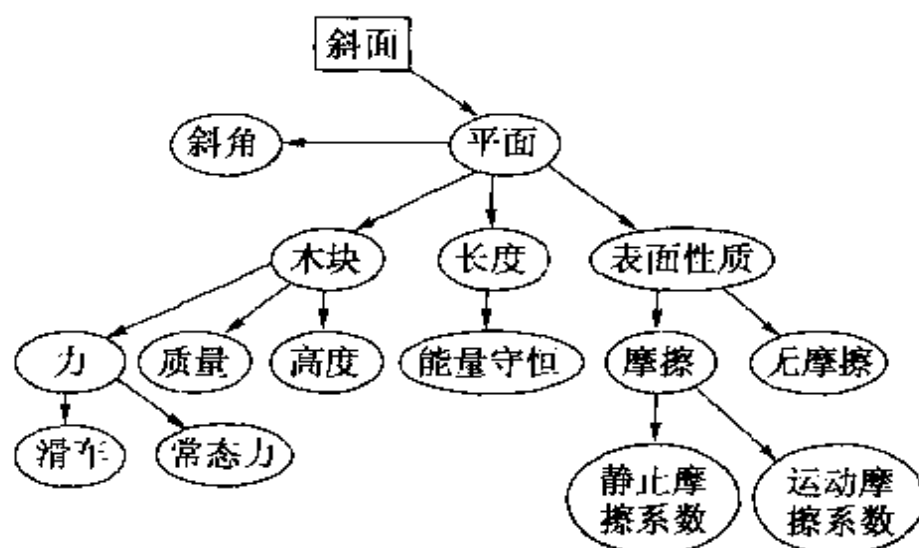 斜面
斜角
平面
木块
长度
表面性质
力
质量
高度
能量守恒
摩擦
无摩擦
滑车
常态力
静止摩
擦系数
运动摩
擦系数